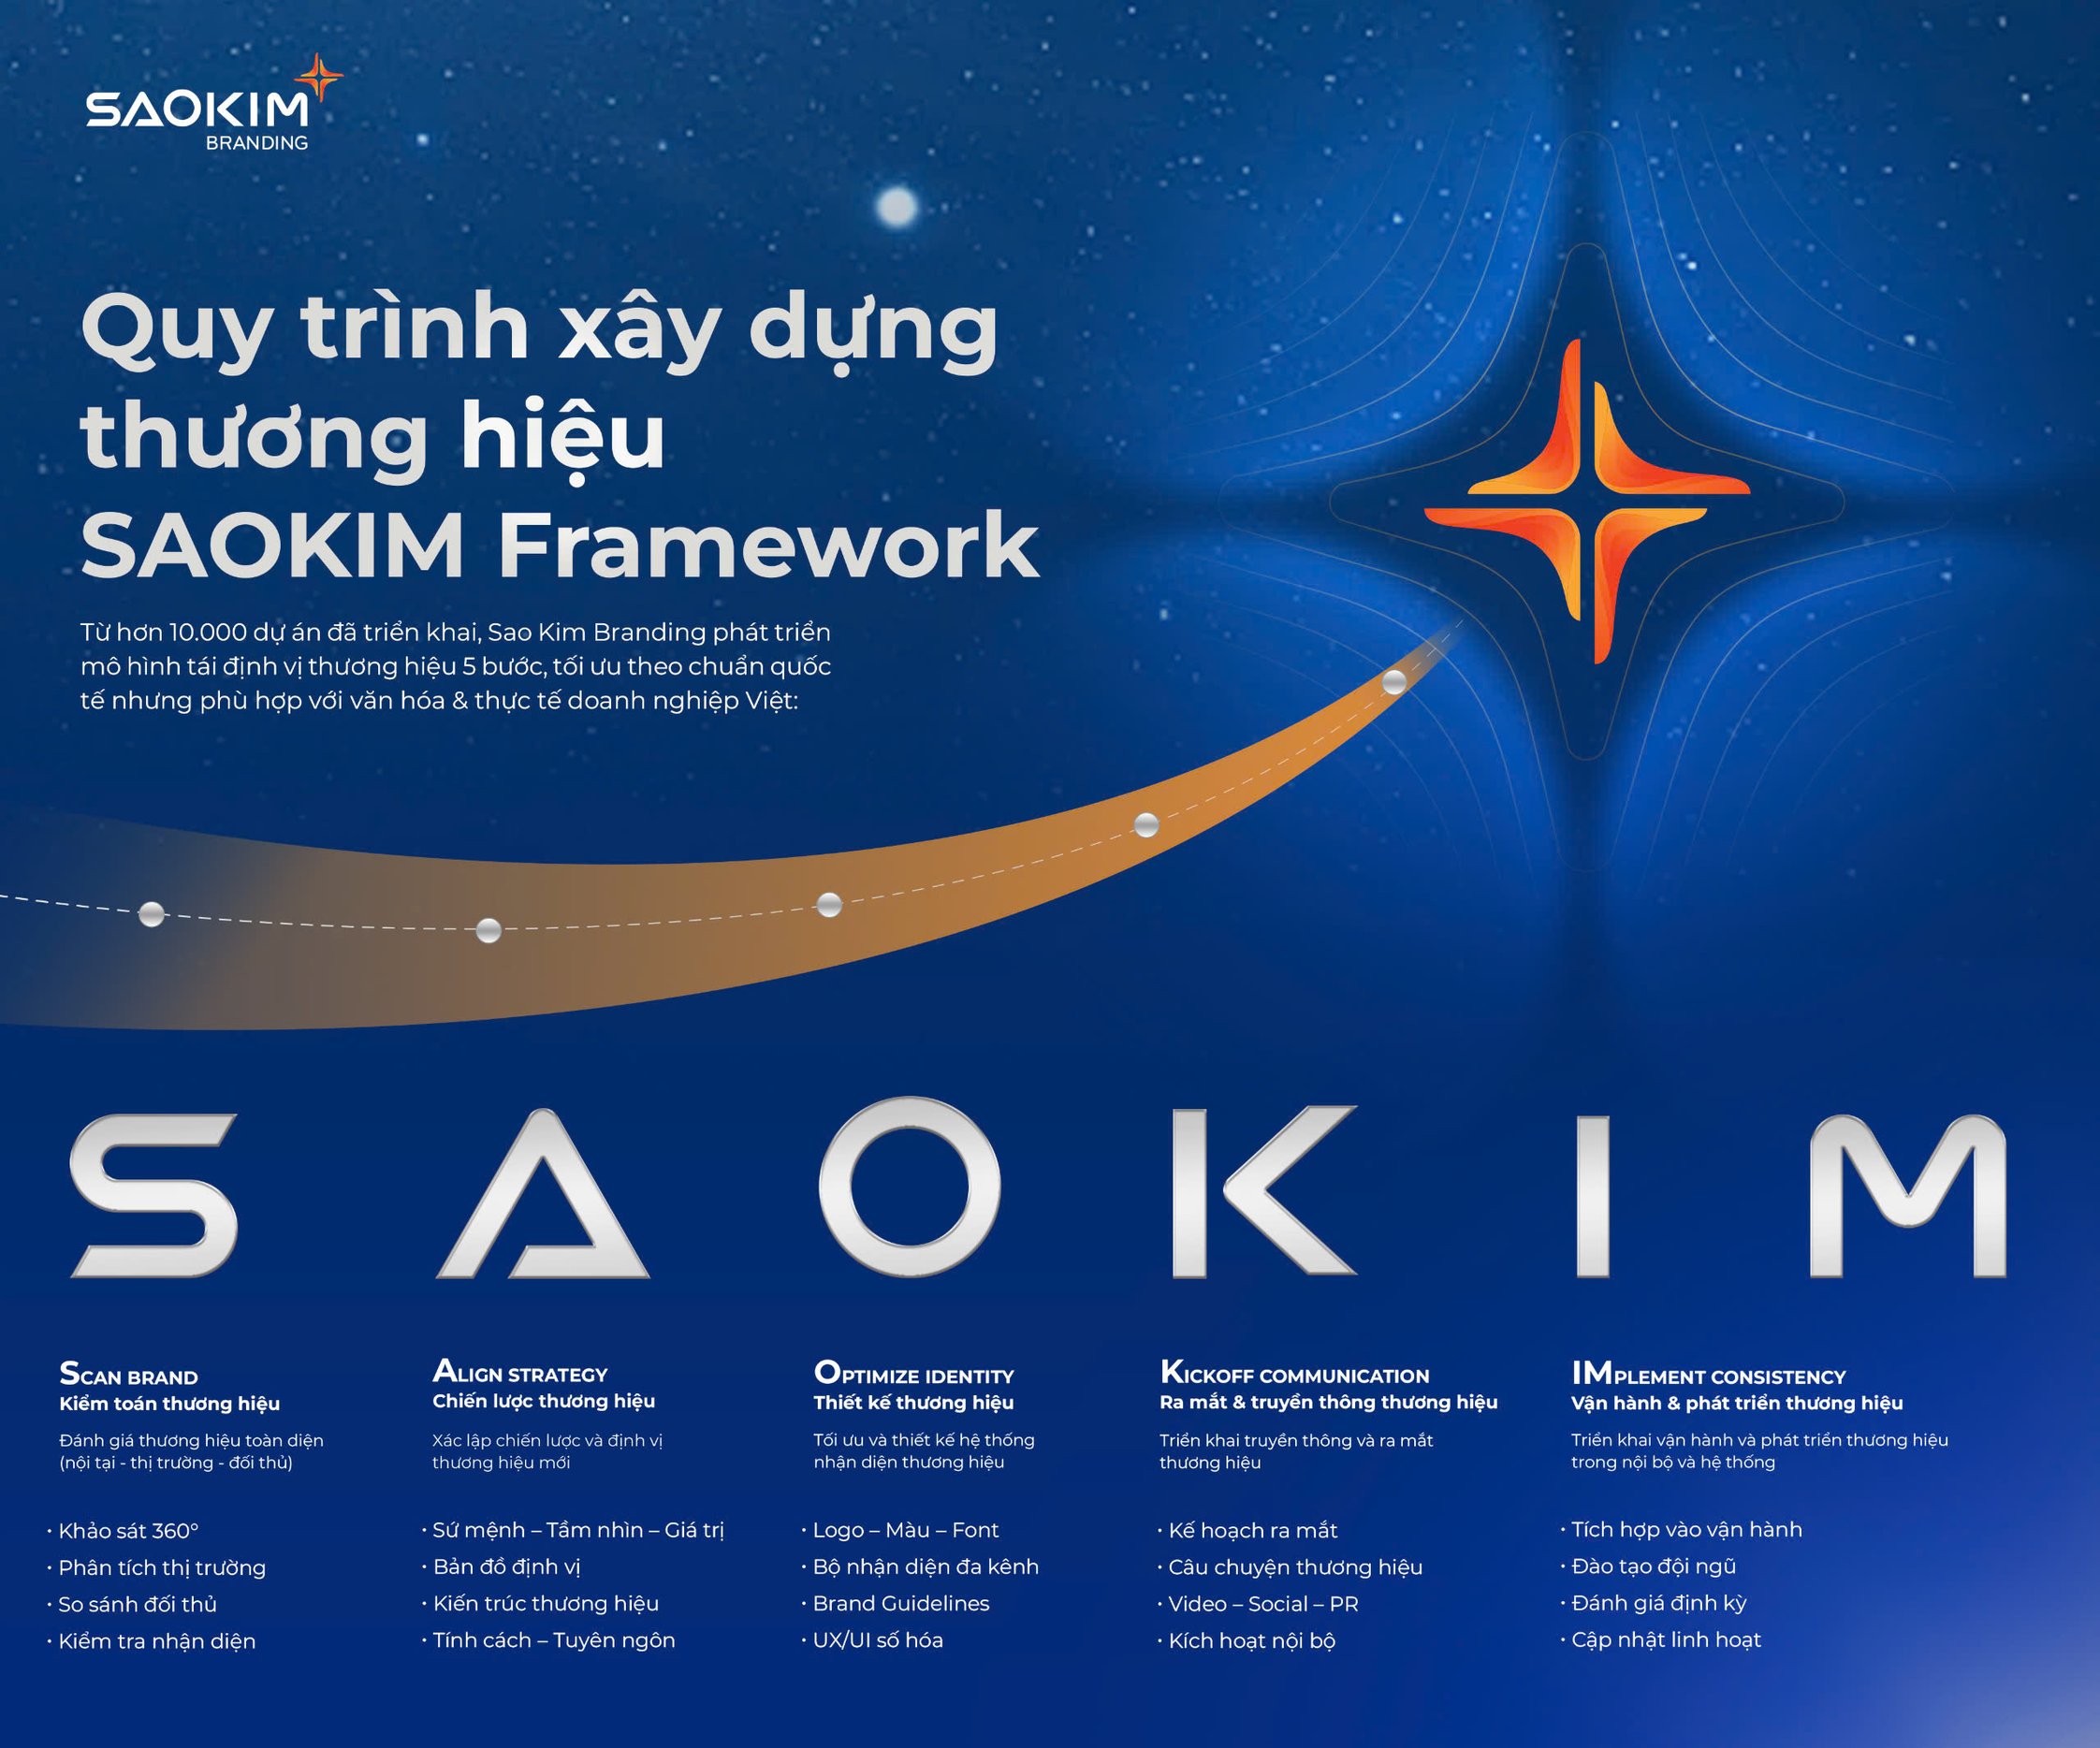 SAOKIM
BRANDING
Quy trình xây dựng
thương hiệu
SAOKIM Framework
Từ hơn 10.000 dự án đã triển khai, Sao Kim Branding phát triển
mô hình tái định vị thương hiệu 5 bước, tối ưu theo chuẩn quốc
tế nhưng phù hợp với văn hóa & thực tế doanh nghiệp Việt:
S A O K I M
SCAN BRAND
Kiểm toán thương hiệu
Đánh giá thương hiệu toàn diện
(nội tại - thị trường - đối thủ)
· Khảo sát 360°
· Phân tích thị trường
· So sánh đối thủ
· Kiểm tra nhận diện
ALIGN STRATEGY
Chiến lược thương hiệu
Xác lập chiến lược và định vị
thương hiệu mới
· Sứ mệnh – Tầm nhìn – Giá trị
· Bản đồ định vị
· Kiến trúc thương hiệu
· Tính cách – Tuyên ngôn
OPTIMIZE IDENTITY
Thiết kế thương hiệu
Tối ưu và thiết kế hệ thống
nhận diện thương hiệu
· Logo – Màu – Font
· Bộ nhận diện đa kênh
· Brand Guidelines
· UX/UI số hóa
KICKOFF COMMUNICATION
Ra mắt & truyền thông thương hiệu
Triển khai truyền thông và ra mắt
thương hiệu
· Kế hoạch ra mắt
· Câu chuyện thương hiệu
· Video – Social – PR
· Kích hoạt nội bộ
IMPLEMENT CONSISTENCY
Vận hành & phát triển thương hiệu
Triển khai vận hành và phát triển thương hiệu
trong nội bộ và hệ thống
· Tích hợp vào vận hành
· Đào tạo đội ngũ
· Đánh giá định kỳ
· Cập nhật linh hoạt